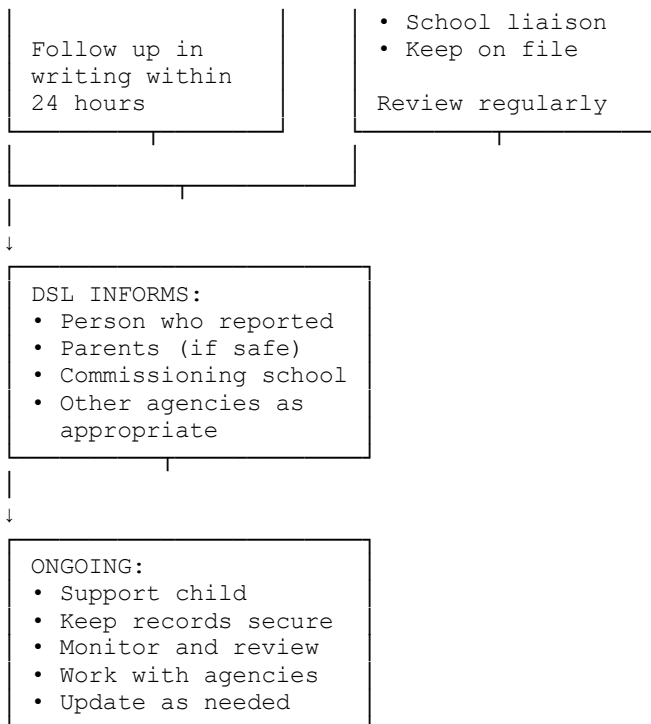 Follow up in
writing within
24 hours
• School liaison
• Keep on file
Review regularly
↓
DSL INFORMS:
• Person who reported
• Parents (if safe)
• Commissioning school
• Other agencies as
appropriate
↓
ONGOING:
• Support child
• Keep records secure
• Monitor and review
• Work with agencies
• Update as needed